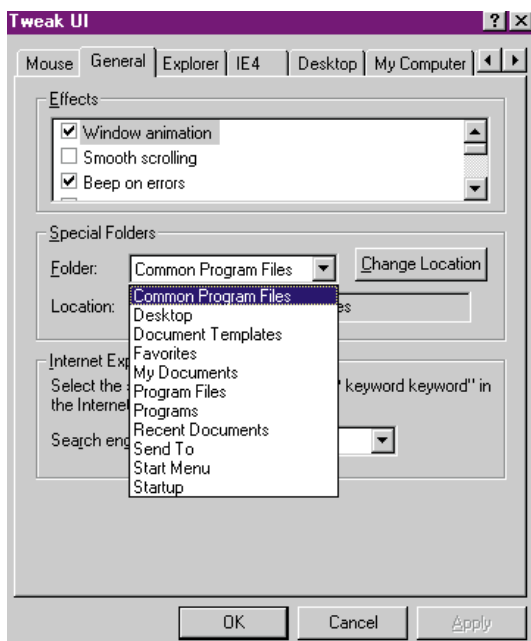 Tweak UI
Mouse General Explorer IE4 Desktop My Computer
Effects
Window animation
Smooth scrolling
Beep on errors
Special Folders
Folder: Common Program Files Change Location
Location: es
Common Program Files
Desktop
Document Templates
Favorites
My Documents
Program Files
Programs
Recent Documents
Send To
Start Menu
Startup
Internet Exp
Select the keyword keyword" in
the Internet
Search eng
OK Cancel Apply